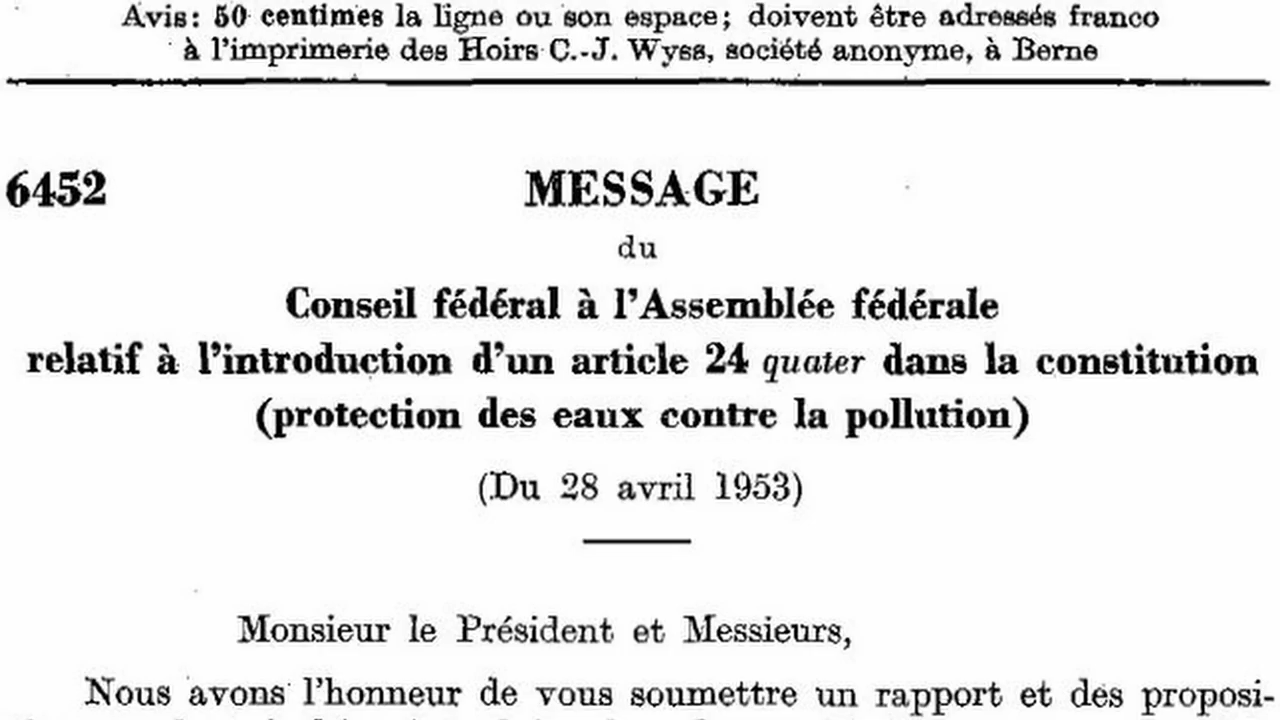 Avis: 50 centimes la ligne ou son espace; doivent être adressés franco
à l'imprimerie des Hoirs C.-J. Wyss, société anonyme, à Berne
6452 MESSAGE
du
Conseil fédéral à l'Assemblée fédérale
relatif à l'introduction d'un article 24 quater dans la constitution
(protection des eaux contre la pollution)
(Du 28 avril 1953)
Monsieur le Président et Messieurs,
Nous avons l'honneur de vous soumettre un rapport et des proposi-